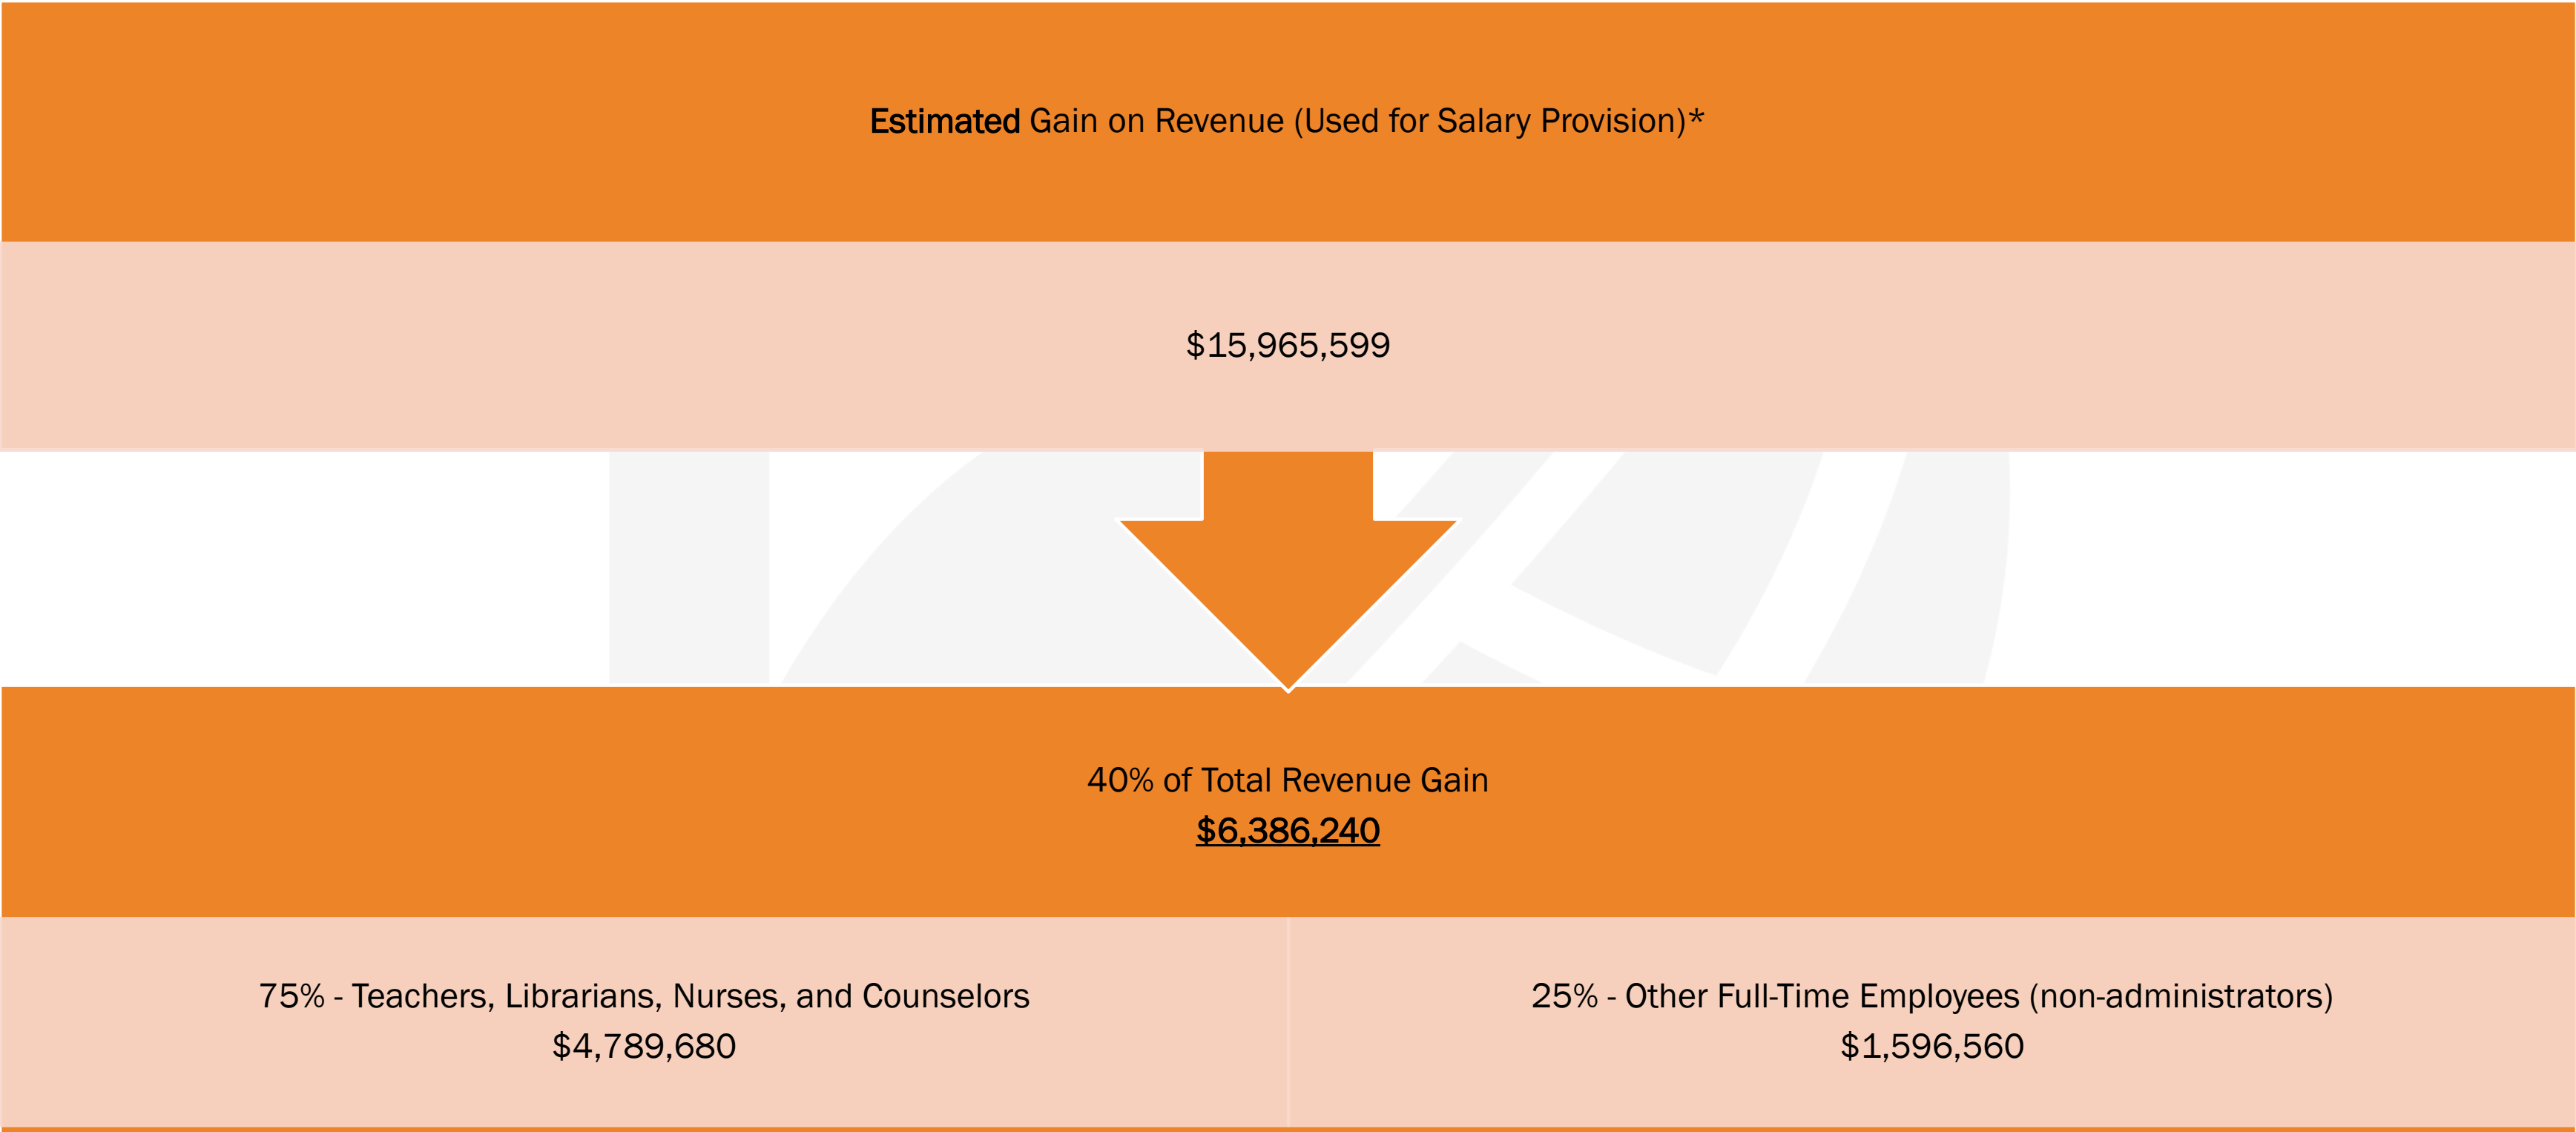 Estimated Gain on Revenue (Used for Salary Provision)*
$15,965,599
40% of Total Revenue Gain
$6,386,240
75% - Teachers, Librarians, Nurses, and Counselors
$4,789,680
25% - Other Full-Time Employees (non-administrators)
$1,596,560